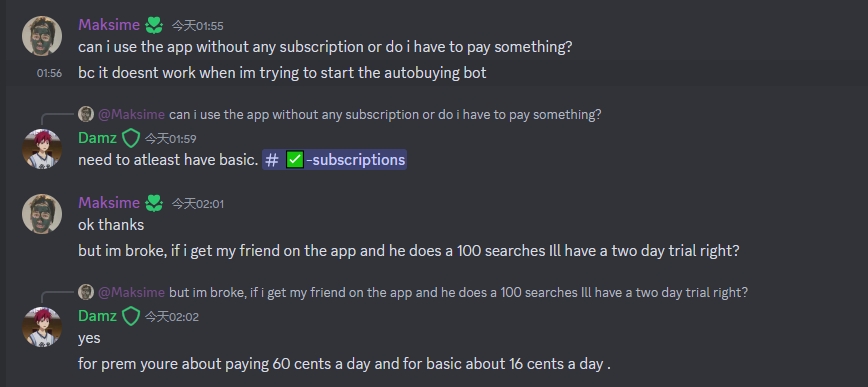 Maksime 今天01:55
can i use the app without any subscription or do i have to pay something?
01:56 bc it doesnt work when im trying to start the autobuying bot
@Maksime can i use the app without any subscription or do i have to pay something?
Damz 今天01:59
need to atleast have basic. # ✅-subscriptions
Maksime 今天02:01
ok thanks
but im broke, if i get my friend on the app and he does a 100 searches Ill have a two day trial right?
@Maksime but im broke, if i get my friend on the app and he does a 100 searches Ill have a two day trial right?
Damz 今天02:02
yes
for prem youre about paying 60 cents a day and for basic about 16 cents a day .